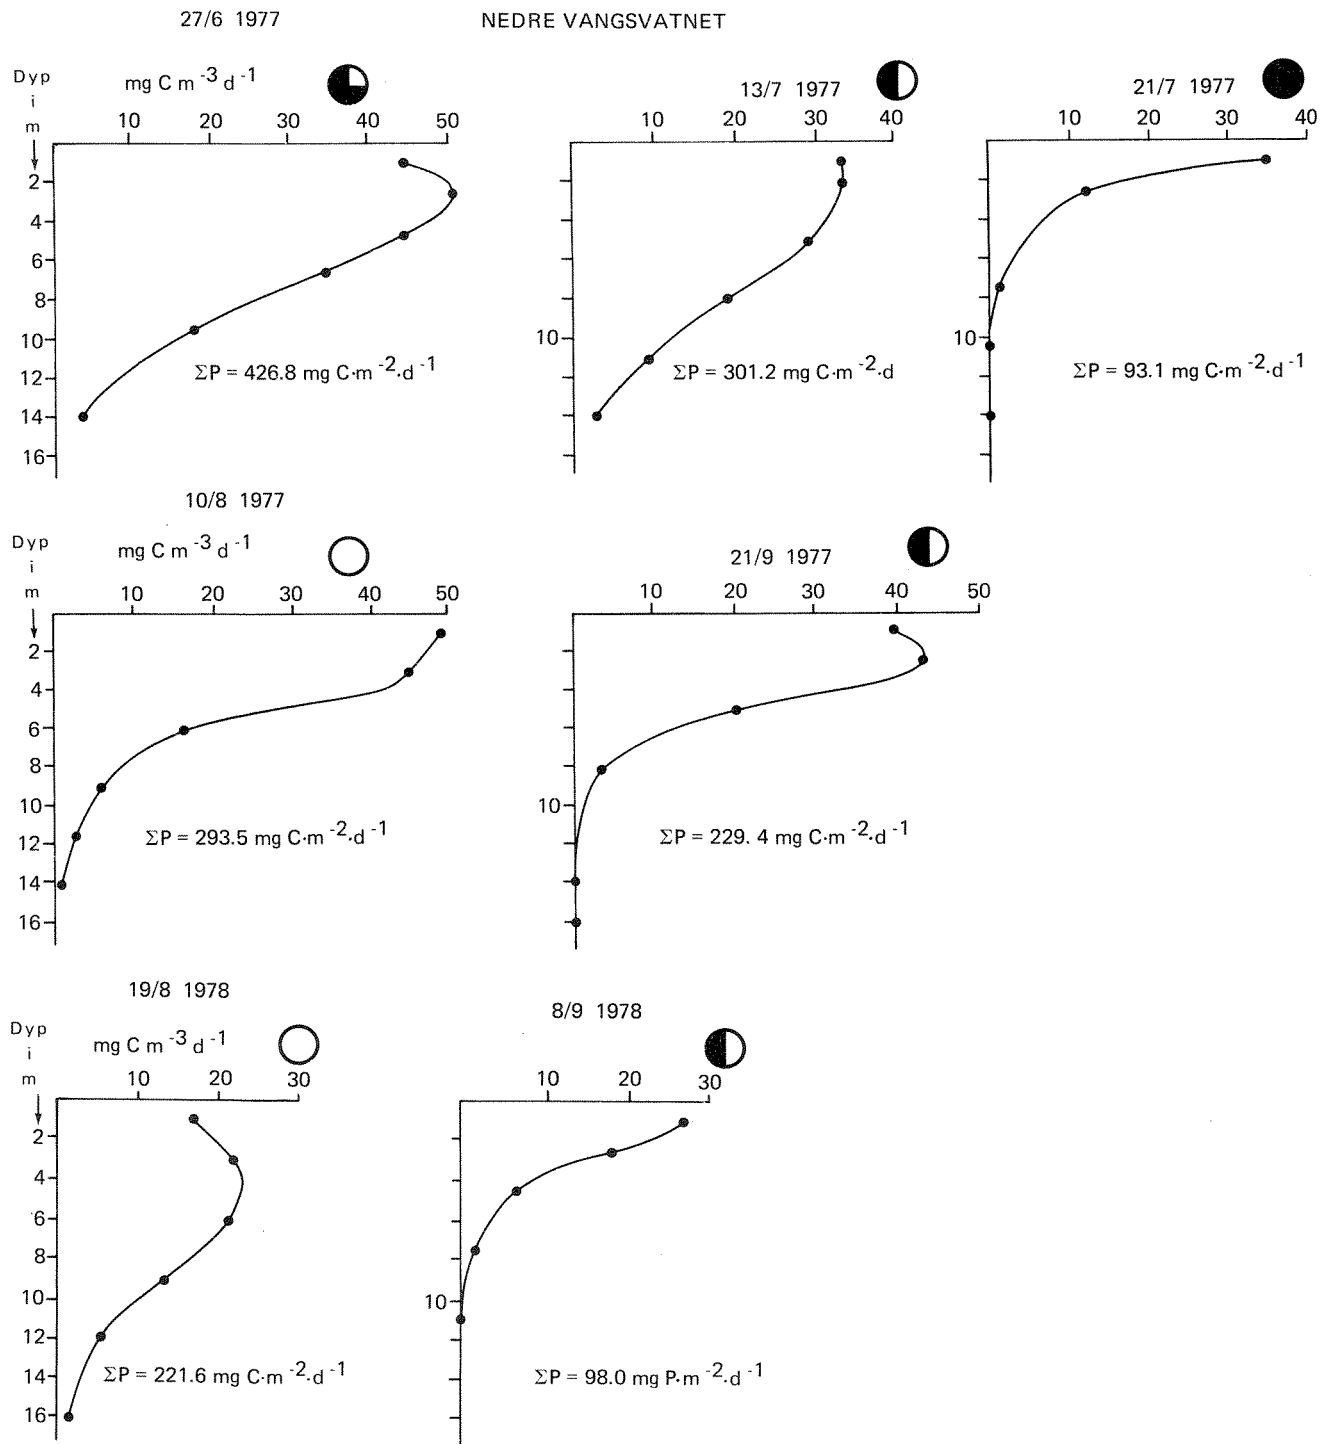 27/6 1977
NEDRE VANGSVATNET
Dyp
i
m
mg C m⁻³ d⁻¹
10 20 30 40 50
2
4
6
8
10
12
14
16
ΣP = 426.8 mg C·m⁻²·d⁻¹
13/7 1977
10 20 30 40
10
ΣP = 301.2 mg C·m⁻²·d
21/7 1977
10 20 30 40
10
ΣP = 93.1 mg C·m⁻²·d⁻¹
10/8 1977
Dyp
i
m
mg C m⁻³ d⁻¹
10 20 30 40 50
2
4
6
8
10
12
14
16
ΣP = 293.5 mg C·m⁻²·d⁻¹
21/9 1977
10 20 30 40 50
10
ΣP = 229. 4 mg C·m⁻²·d⁻¹
19/8 1978
Dyp
i
m
mg C m⁻³ d⁻¹
10 20 30
2
4
6
8
10
12
14
16
ΣP = 221.6 mg C·m⁻²·d⁻¹
8/9 1978
10 20 30
10
ΣP = 98.0 mg P·m⁻²·d⁻¹